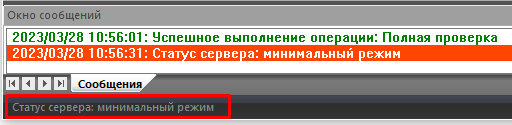 Окно сообщений
2023/03/28 10:56:01: Успешное выполнение операции: Полная проверка
2023/03/28 10:56:31: Статус сервера: минимальный режим
Сообщения
Статус сервера: минимальный режим